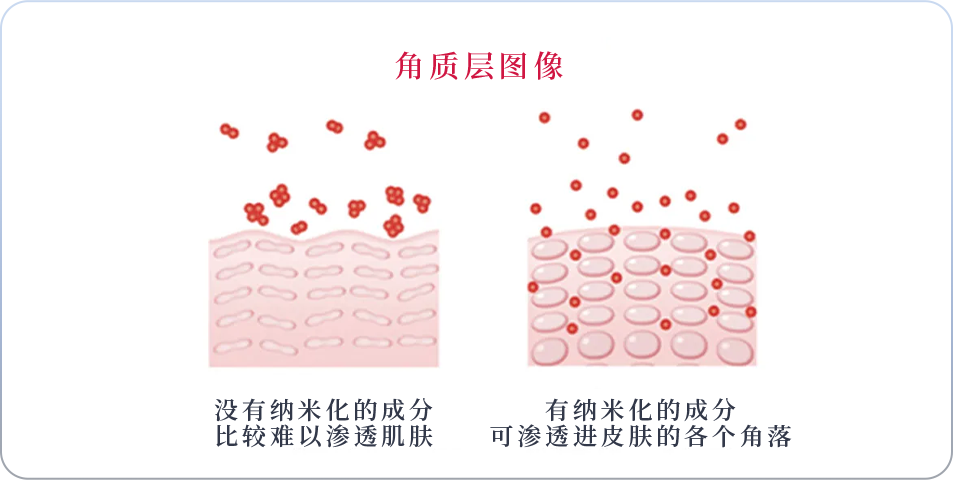 角质层图像
没有纳米化的成分
比较难以渗透肌肤
有纳米化的成分
可渗透进皮肤的各个角落